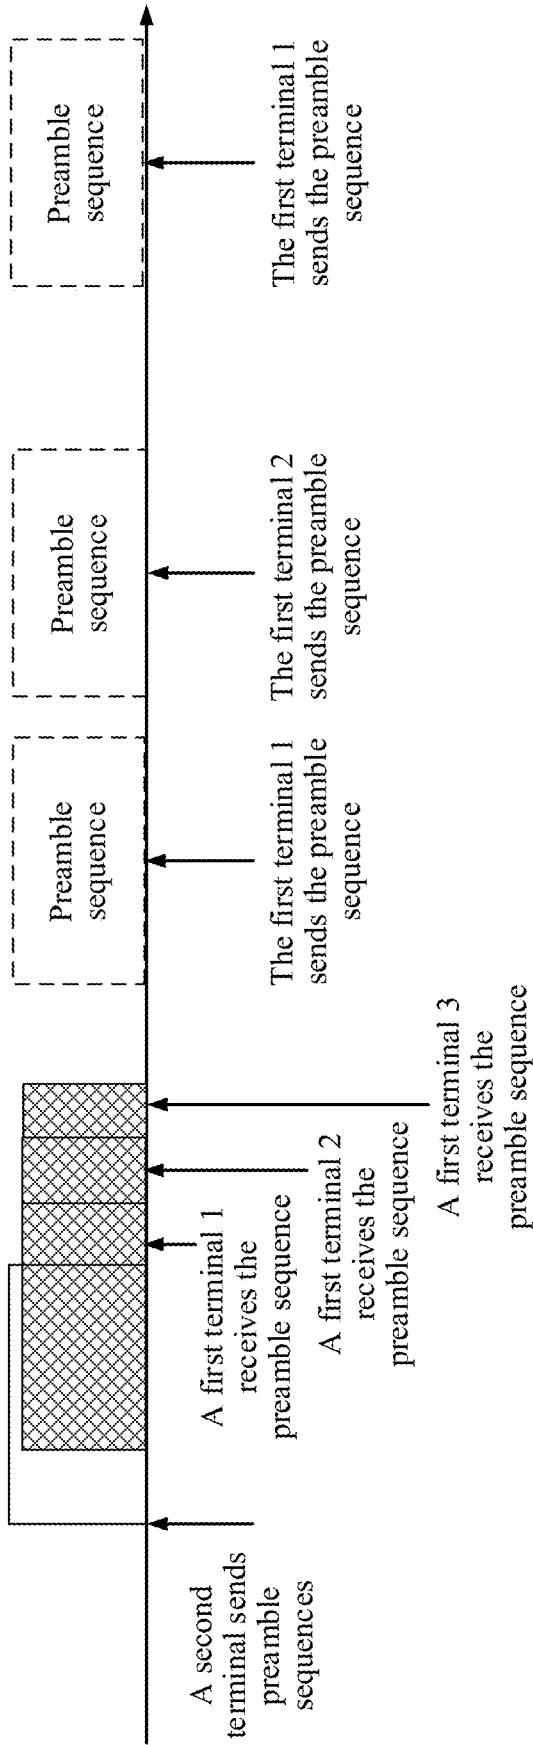 A second
terminal sends
preamble
sequences
A first terminal 1
receives the
preamble sequence
A first terminal 2
receives the
preamble sequence
A first terminal 3
receives the
preamble sequence
Preamble
sequence
The first terminal 1
sends the preamble
sequence
Preamble
sequence
The first terminal 2
sends the preamble
sequence
Preamble
sequence
The first terminal 1
sends the preamble
sequence